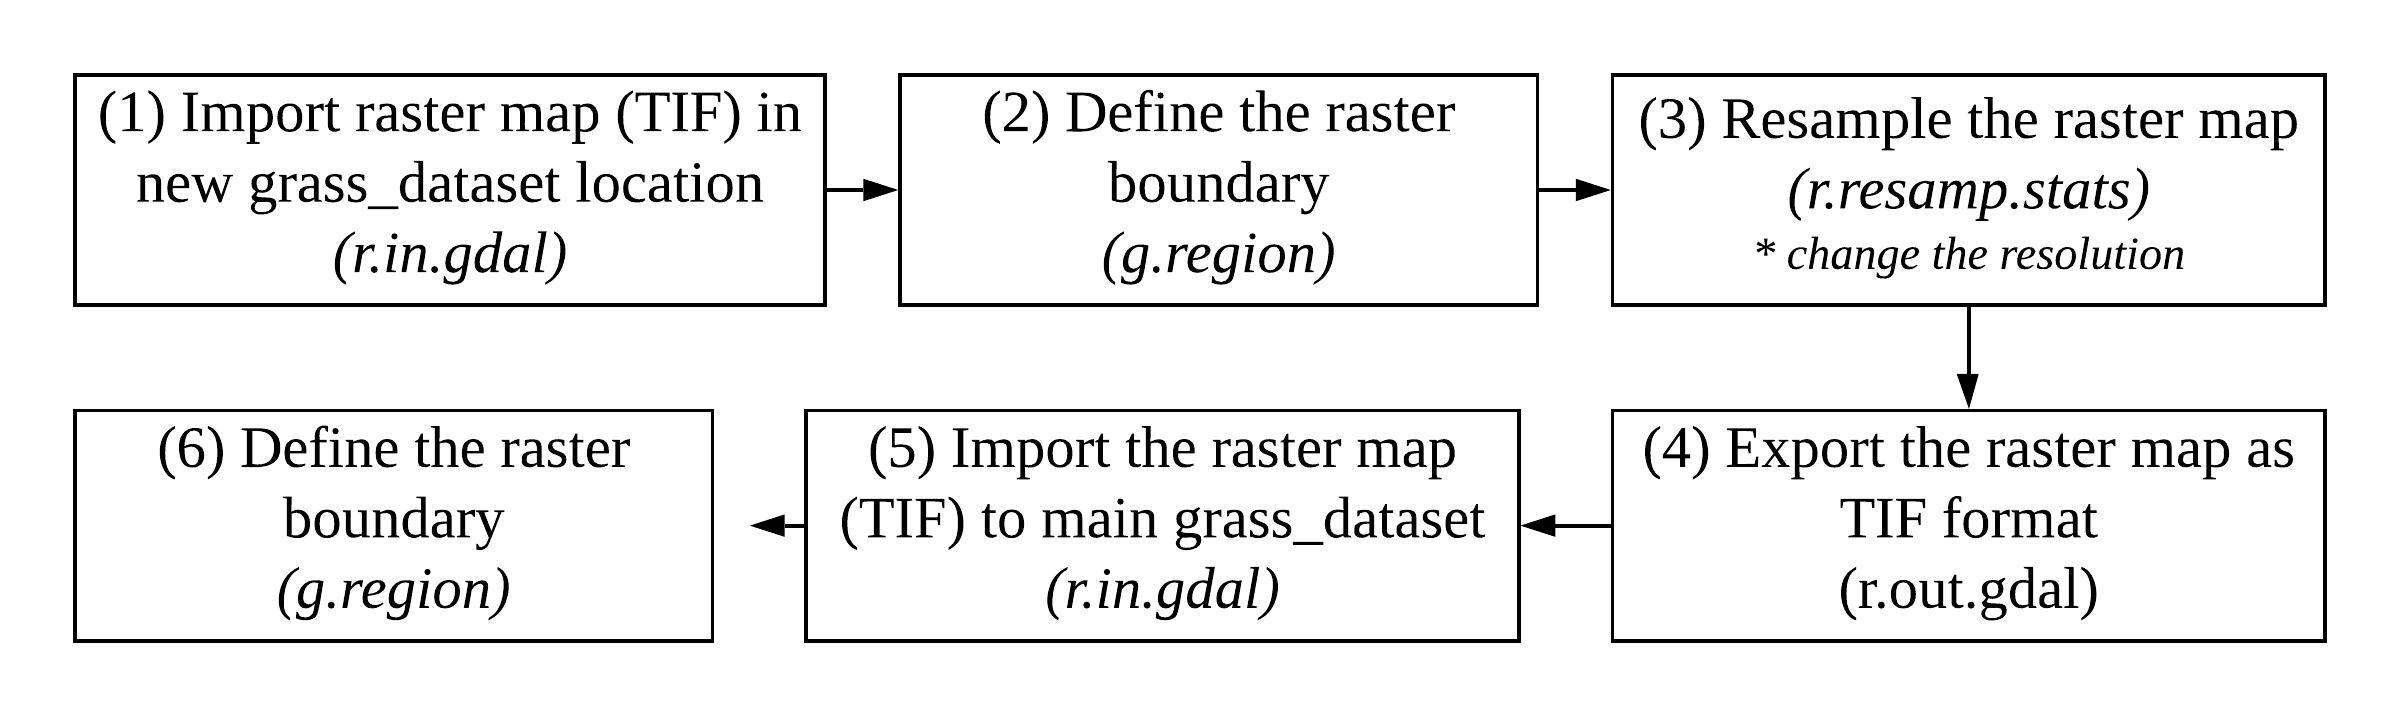 (1) Import raster map (TIF) in
new grass_dataset location
(r.in.gdal)
(2) Define the raster
boundary
(g.region)
(3) Resample the raster map
(r.resamp.stats)
* change the resolution
(4) Export the raster map as
TIF format
(r.out.gdal)
(5) Import the raster map
(TIF) to main grass_dataset
(r.in.gdal)
(6) Define the raster
boundary
(g.region)